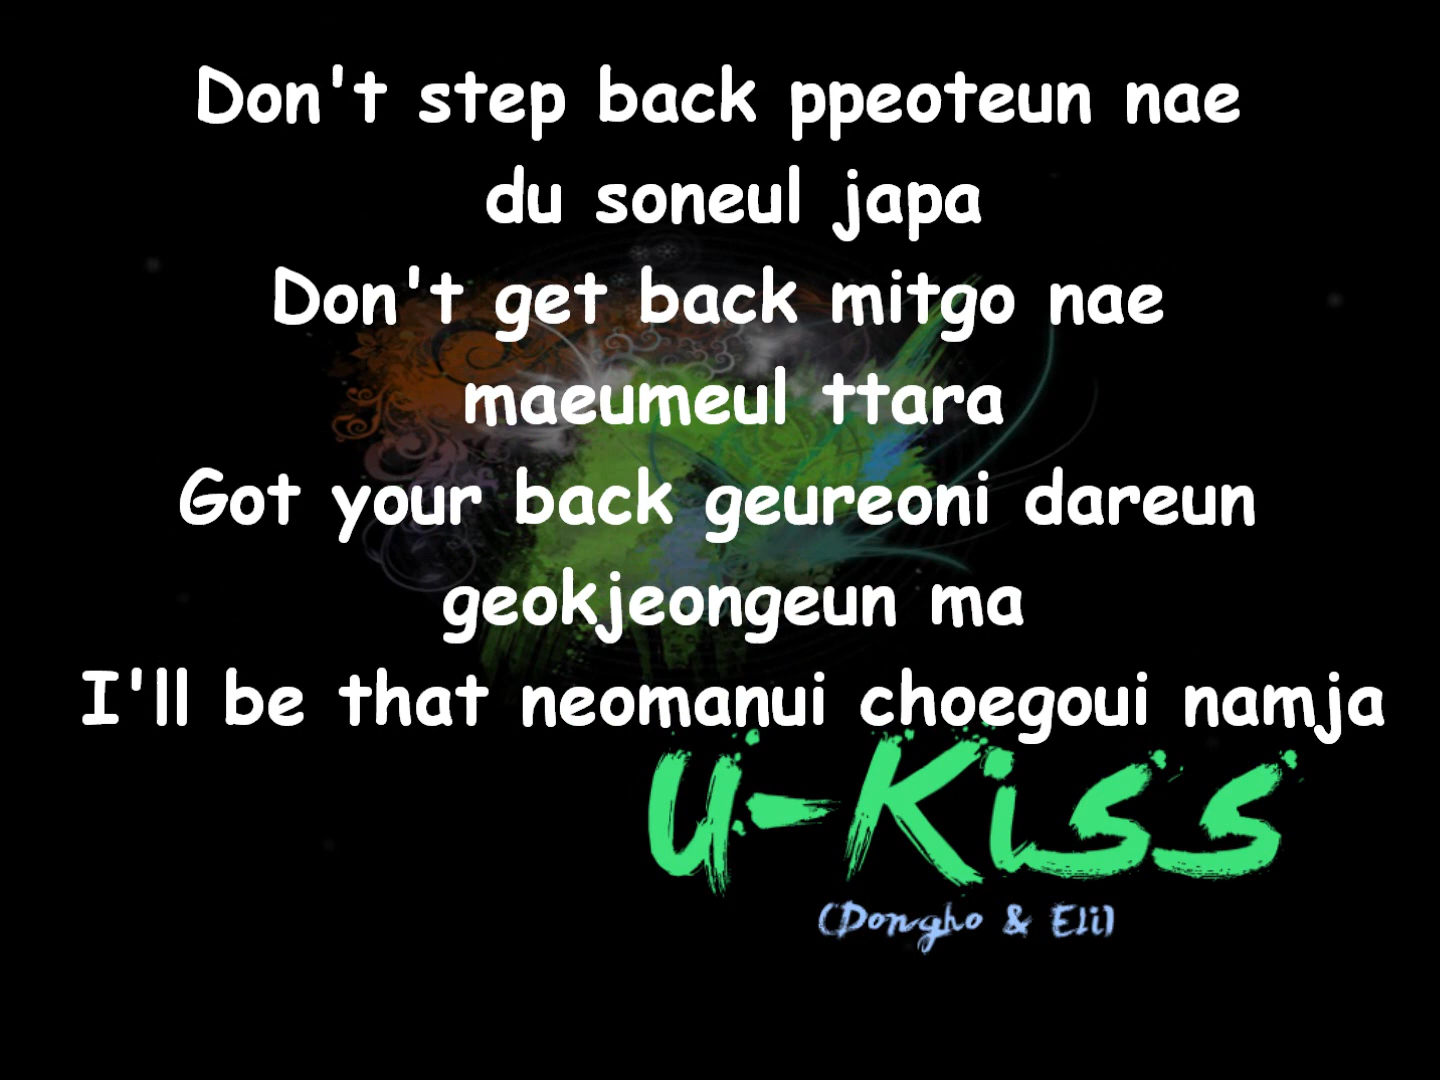 Don't step back ppeoteun nae
du soneul japa
Don't get back mitgo nae
maeumeul ttara
Got your back geureoni dareun
geokjeongeun ma
I'll be that neomanui choegoui namja
U-Kiss
(Dongho & Eli)